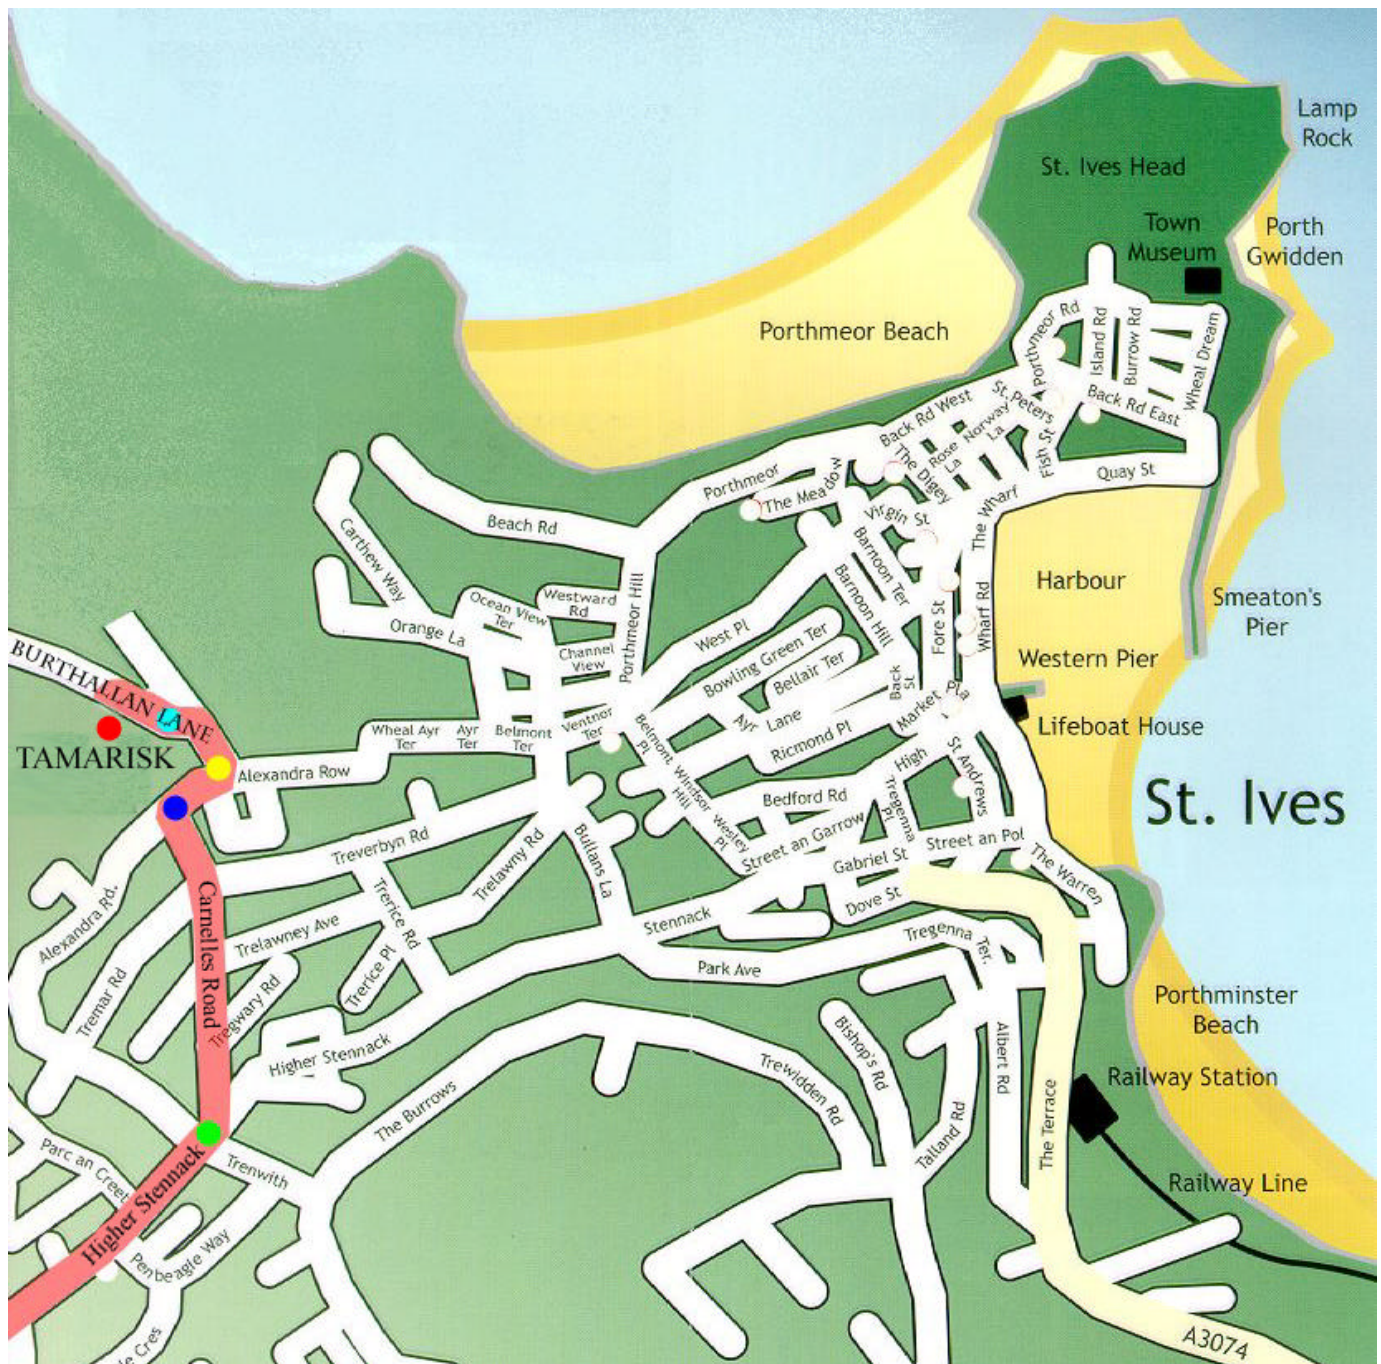 Lamp
Rock
St. Ives Head
Town
Museum
Porth
Gwidden
Porthmeor Beach
Porthmeor Rd
Island Rd
Burrow Rd
Wheal Dream
Back Rd West
St. Peters
Norway
La
Rose
La
Back Rd East
Fish St
The Digey
Quay St
Porthmeor
The Meadow
Virgin St
The Wharf
Beach Rd
Carthew Way
Orange La
Ocean View
Ter
Westward
Rd
Channel
View
Porthmeor Hill
Barnoon Ter
Barnoon Hill
Fore St
Wharf Rd
Harbour
Smeaton's
Pier
Western Pier
Lifeboat House
St. Ives
West Pl
Bowling Green Ter
Bellair Ter
Back
St
Market Pla
Ayr
Lane
Ricmond Pl
High
St Andrews
BURTHALLAN LANE
TAMARISK
Alexandra Row
Wheal Ayr
Ter
Ayr
Ter
Belmont
Ter
Ventnor
Ter
Belmont
Pl
Windsor
Hill
Wesley
Pl
Bedford Rd
Tregenna
Pl
Street an Garrow
Gabriel St
Street an Pol
The Warren
Dove St
Treverbyn Rd
Trelawny Rd
Bullans La
Stennack
Alexandra Rd.
Carnelles Road
Trelawney Ave
Terice Rd
Terice Pl
Tremar Rd
Tregwary Rd
Park Ave
Tregenna
Ter.
Higher Stennack
The Burrows
Trewidden Rd
Bishop's Rd
Albert Rd
Talland Rd
The Terrace
Porthminster
Beach
Railway Station
Railway Line
Parc an Creet
Trenwith
Higher Stennack
Penbeagle Way
le Cres
A3074